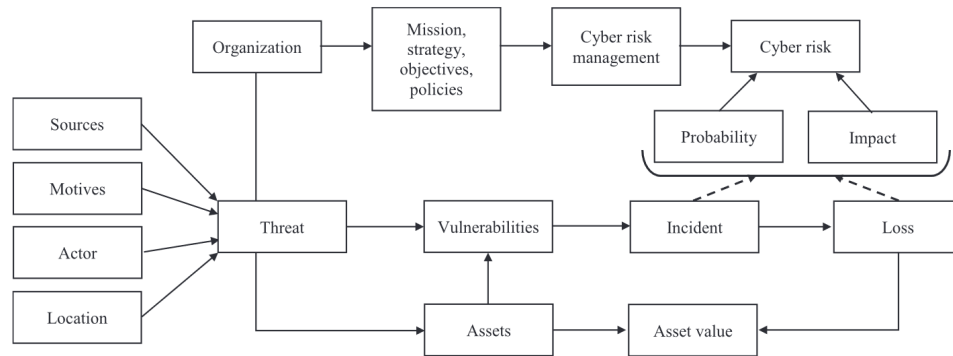 Organization
Mission,
strategy,
objectives,
policies
Cyber risk
management
Cyber risk
Sources
Probability
Impact
Motives
Threat
Vulnerabilities
Incident
Loss
Actor
Location
Assets
Asset value